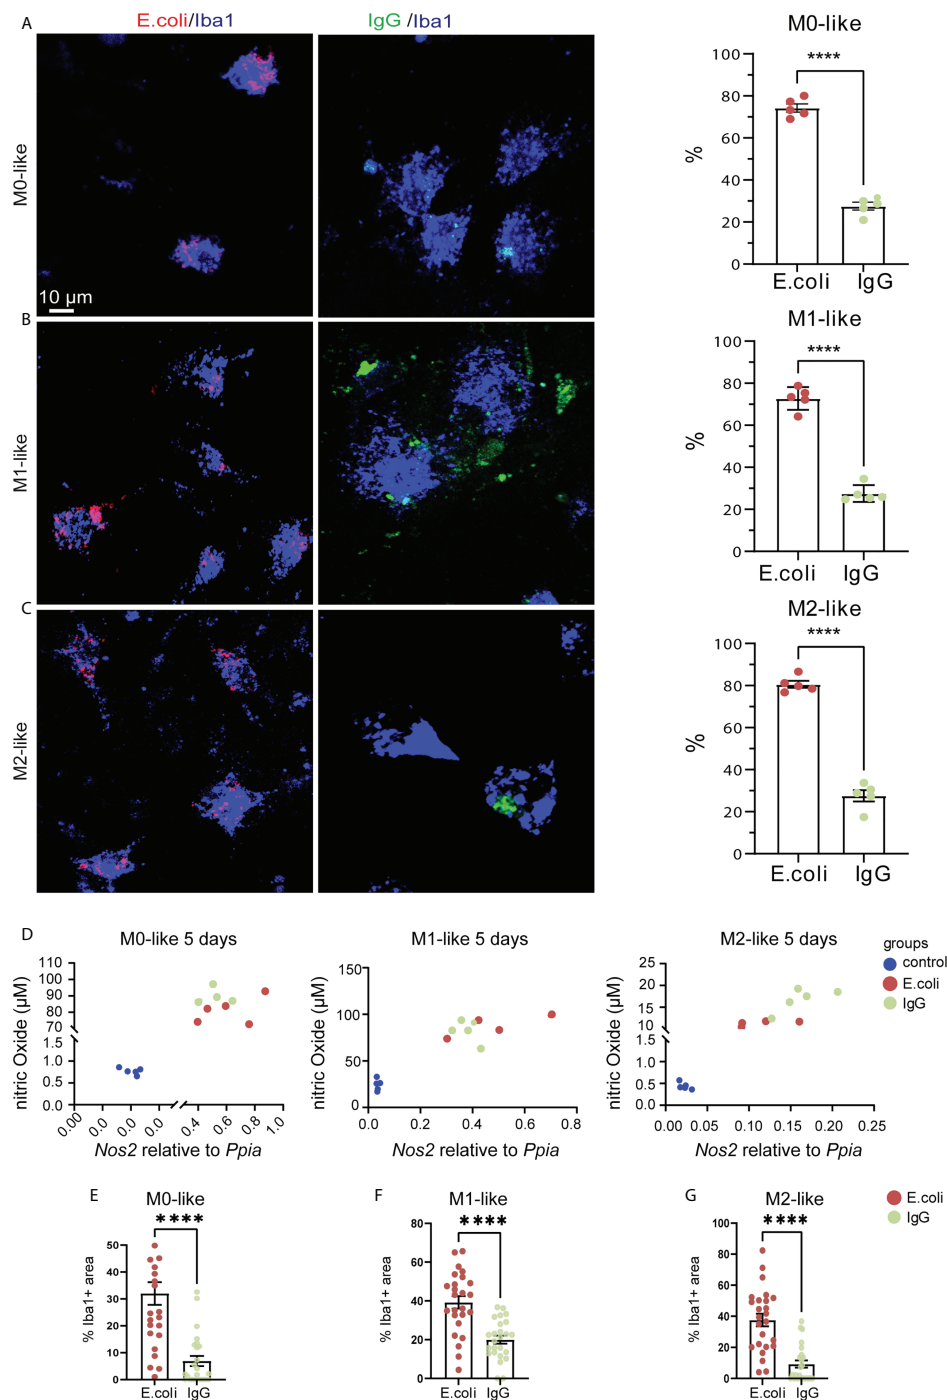 A
E.coli/Iba1
IgG /Iba1
M0-like
M0-like
10 µm
****
100
80
60
40
20
0
%
E.coli
IgG
B
M1-like
M1-like
****
100
80
60
40
20
0
%
E.coli
IgG
C
M2-like
M2-like
****
100
80
60
40
20
0
%
E.coli
IgG
D
M0-like 5 days
nitric Oxide (µM)
110
100
90
80
70
1.5
1.0
0.5
0.0
0.00
0.0
0.0
0.0
0.4
0.6
0.8
1.0
Nos2 relative to Ppia
M1-like 5 days
nitric Oxide (µM)
150
100
50
0
0.0
0.2
0.4
0.6
0.8
Nos2 relative to Ppia
M2-like 5 days
nitric Oxide (µM)
25
20
15
10
1.5
1.0
0.5
0.0
0.00
0.05
0.10
0.15
0.20
0.25
Nos2 relative to Ppia
groups
control
E.coli
IgG
E
M0-like
****
% Iba1+ area
50
40
30
20
10
0
E.coli
IgG
F
M1-like
****
% Iba1+ area
80
60
40
20
0
E.coli
IgG
G
M2-like
****
% Iba1+ area
100
80
60
40
20
0
E.coli
IgG
E.coli
IgG